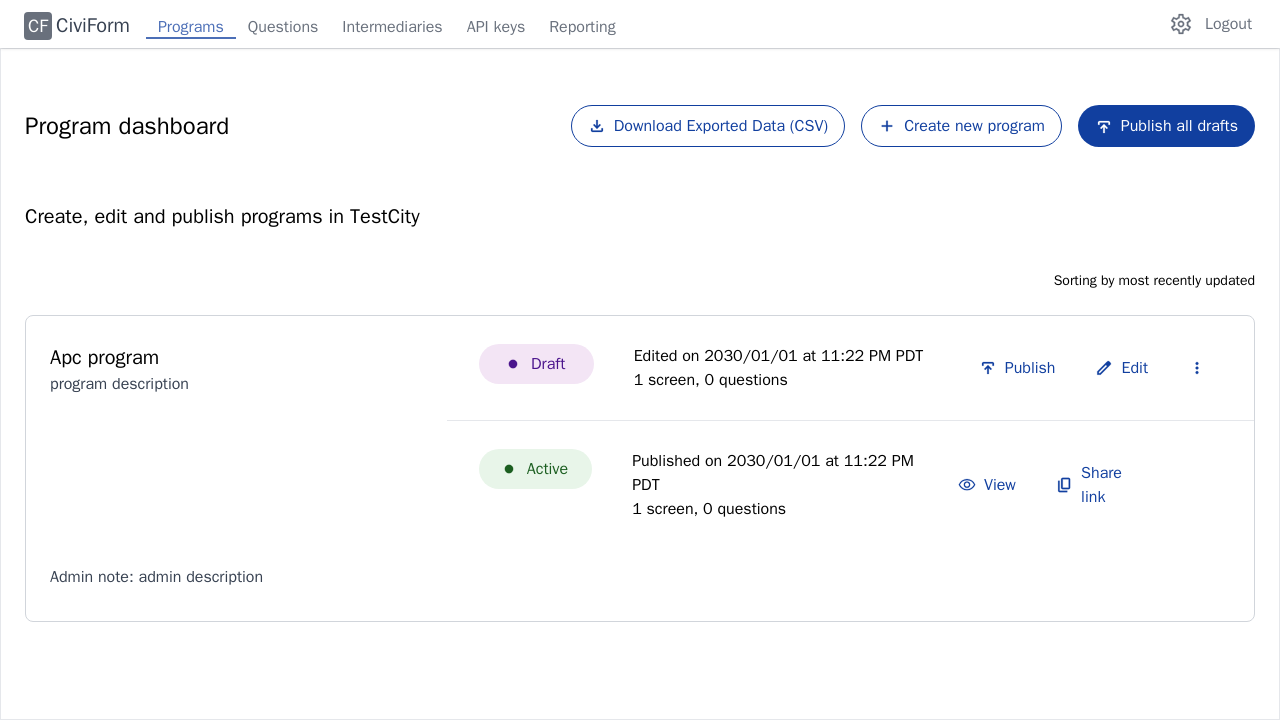 CF CiviForm Programs Questions Intermediaries API keys Reporting Logout
Program dashboard
Download Exported Data (CSV) Create new program Publish all drafts
Create, edit and publish programs in TestCity
Sorting by most recently updated
Apc program
program description
Draft
Edited on 2030/01/01 at 11:22 PM PDT
1 screen, 0 questions
Publish Edit
Active
Published on 2030/01/01 at 11:22 PM
PDT
1 screen, 0 questions
View
Share
link
Admin note: admin description